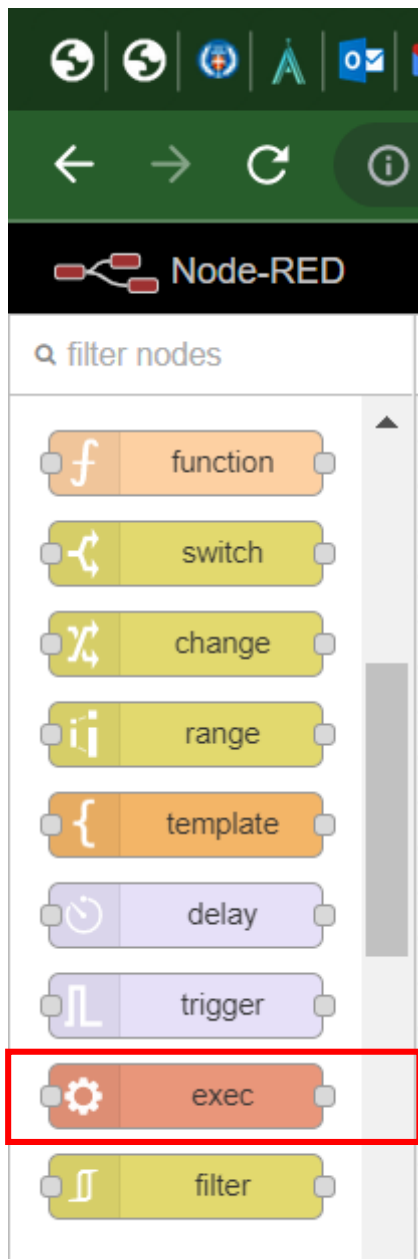 Node-RED
filter nodes
function
switch
change
range
template
delay
trigger
exec
filter